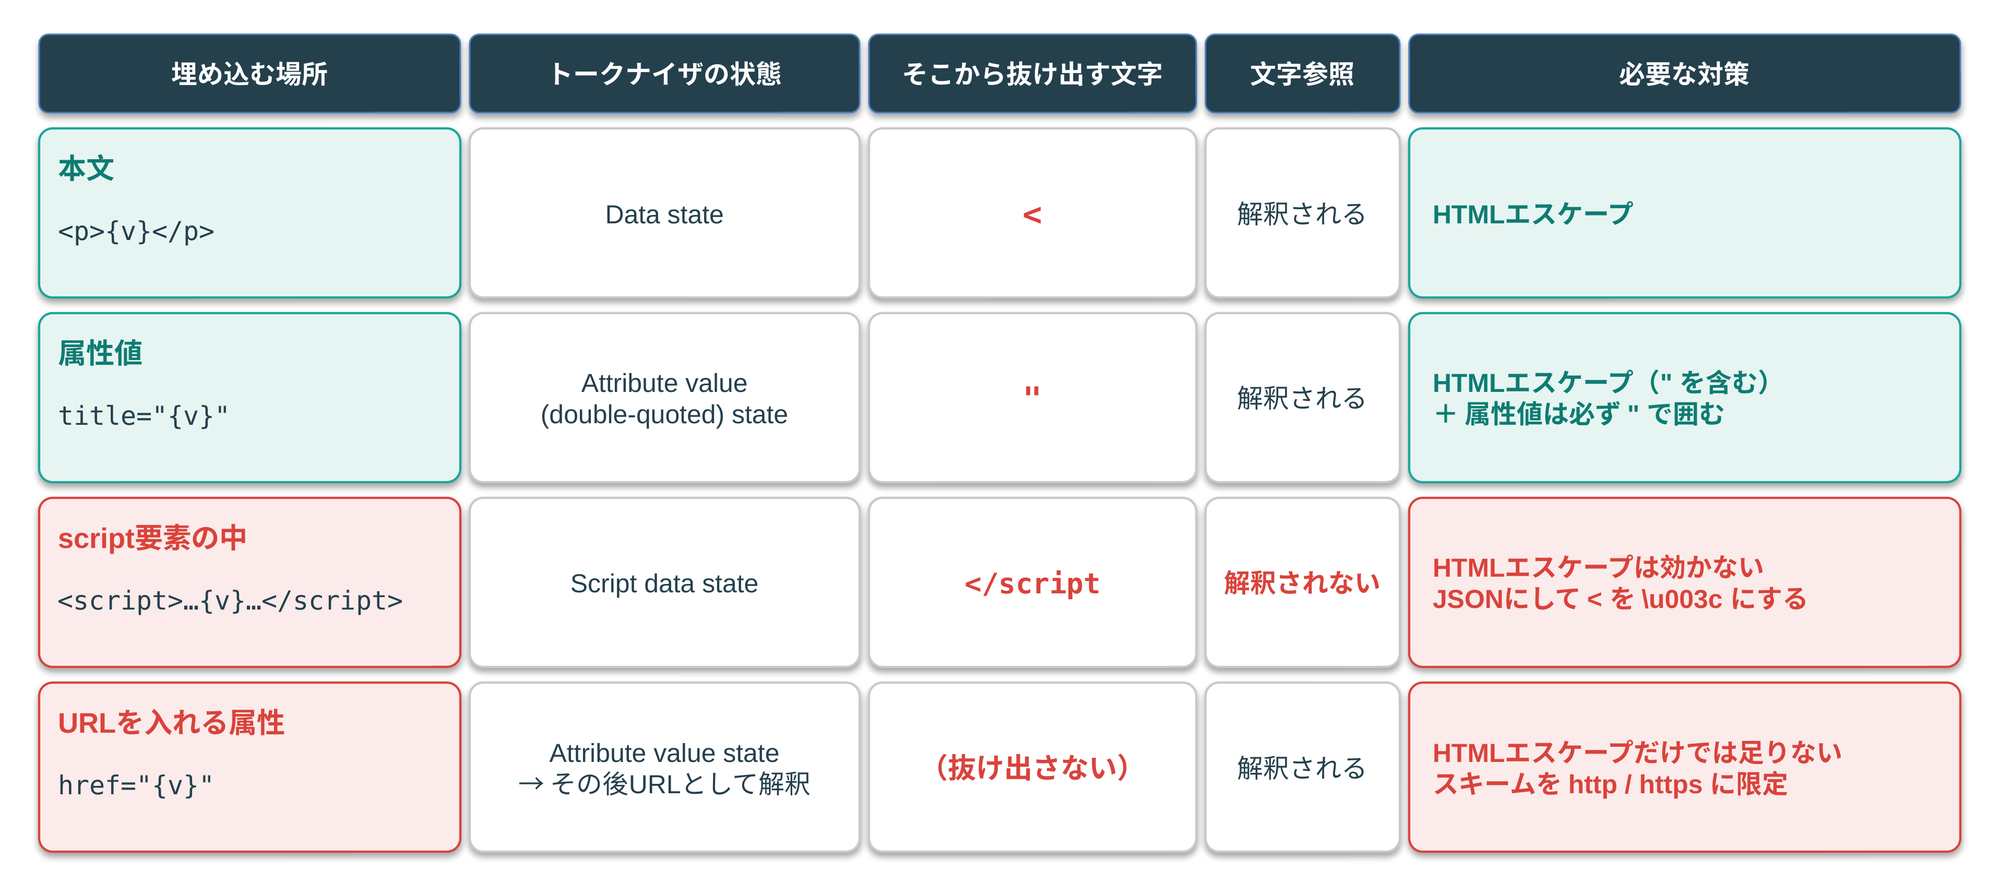 埋め込む場所
トークナイザの状態
そこから抜け出す文字
文字参照
必要な対策
本文
<p>{v}</p>
Data state
<
解釈される
HTMLエスケープ
属性値
title="{v}"
Attribute value
(double-quoted) state
"
解釈される
HTMLエスケープ（" を含む）
＋ 属性値は必ず " で囲む
script要素の中
<script>…{v}…</script>
Script data state
</script
解釈されない
HTMLエスケープは効かない
JSONにして < を \u003c にする
URLを入れる属性
href="{v}"
Attribute value state
→ その後URLとして解釈
（抜け出さない）
解釈される
HTMLエスケープだけでは足りない
スキームを http / https に限定